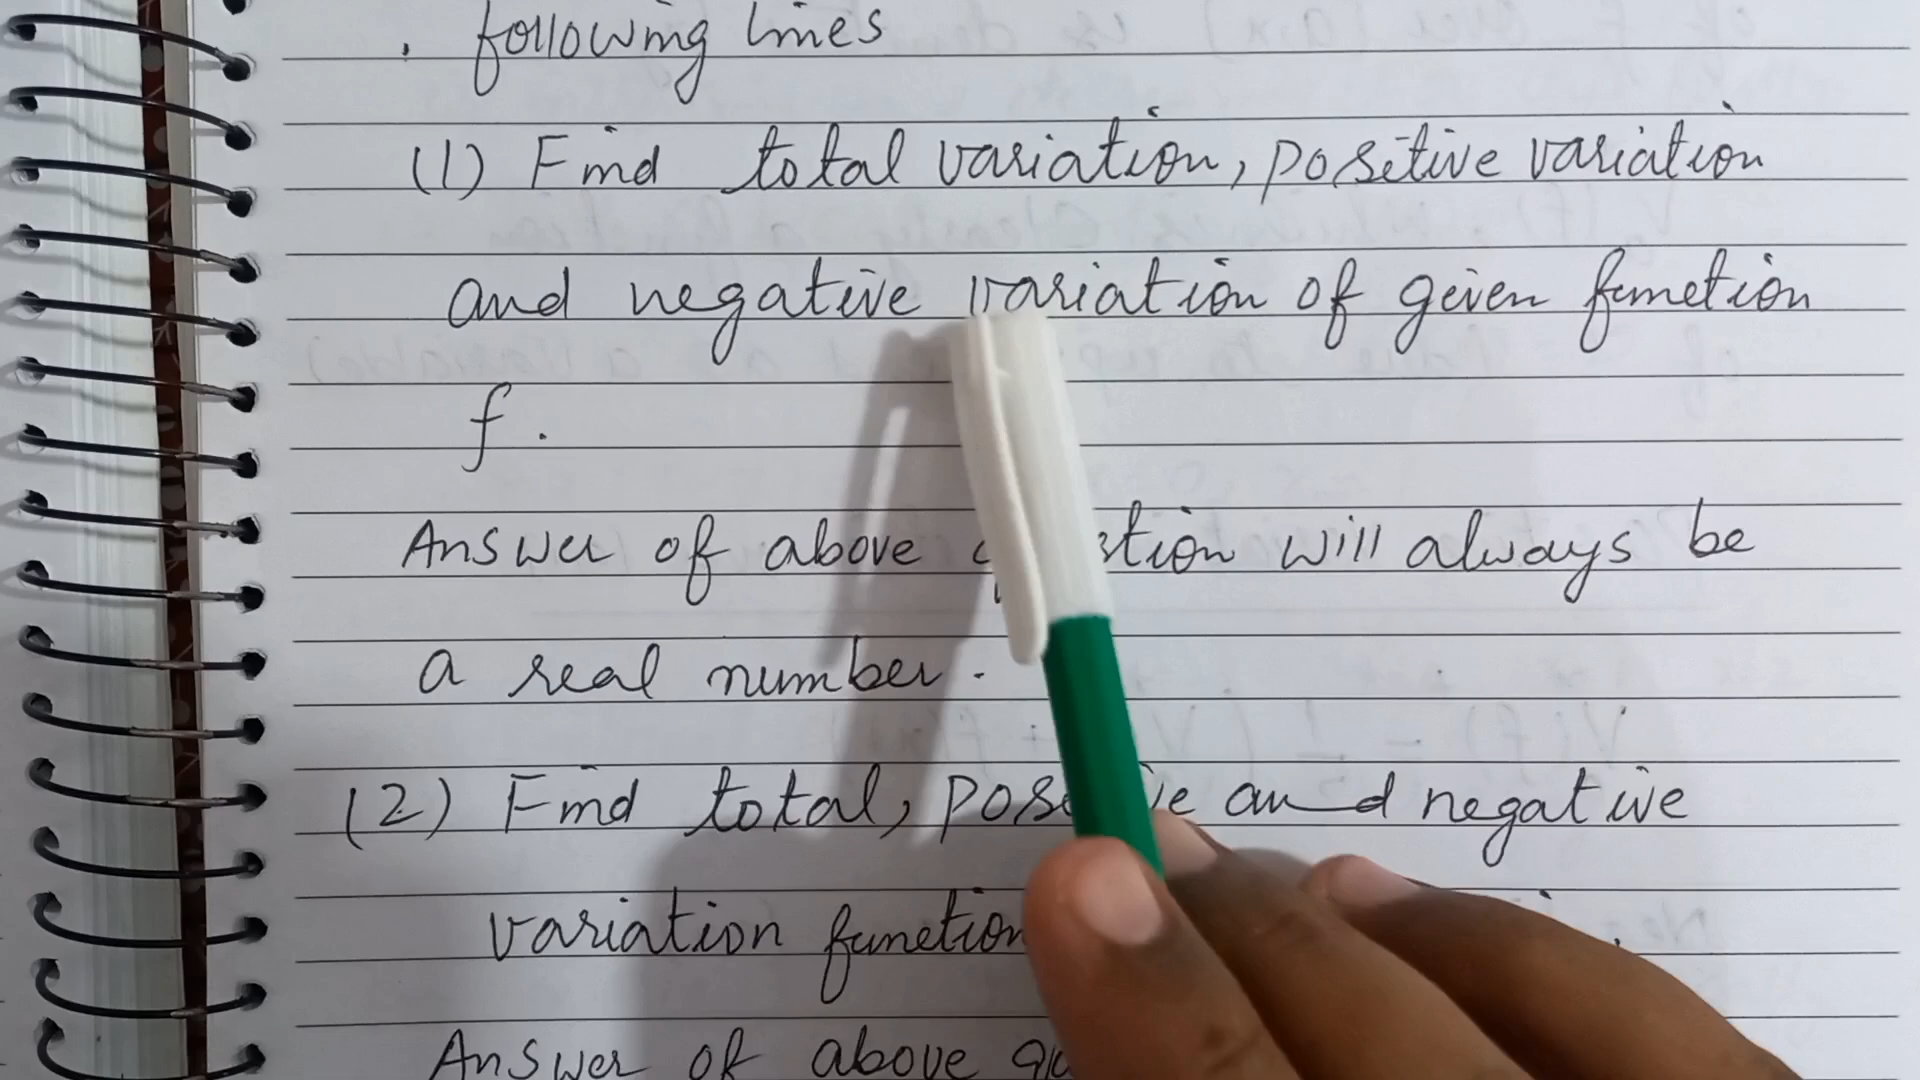 following lines
(1) Find total variation, positive variation
and negative variation of given function
f.
Answer of above will always be
a real number.
(2) Find total, and negative
variation function
Answer of above